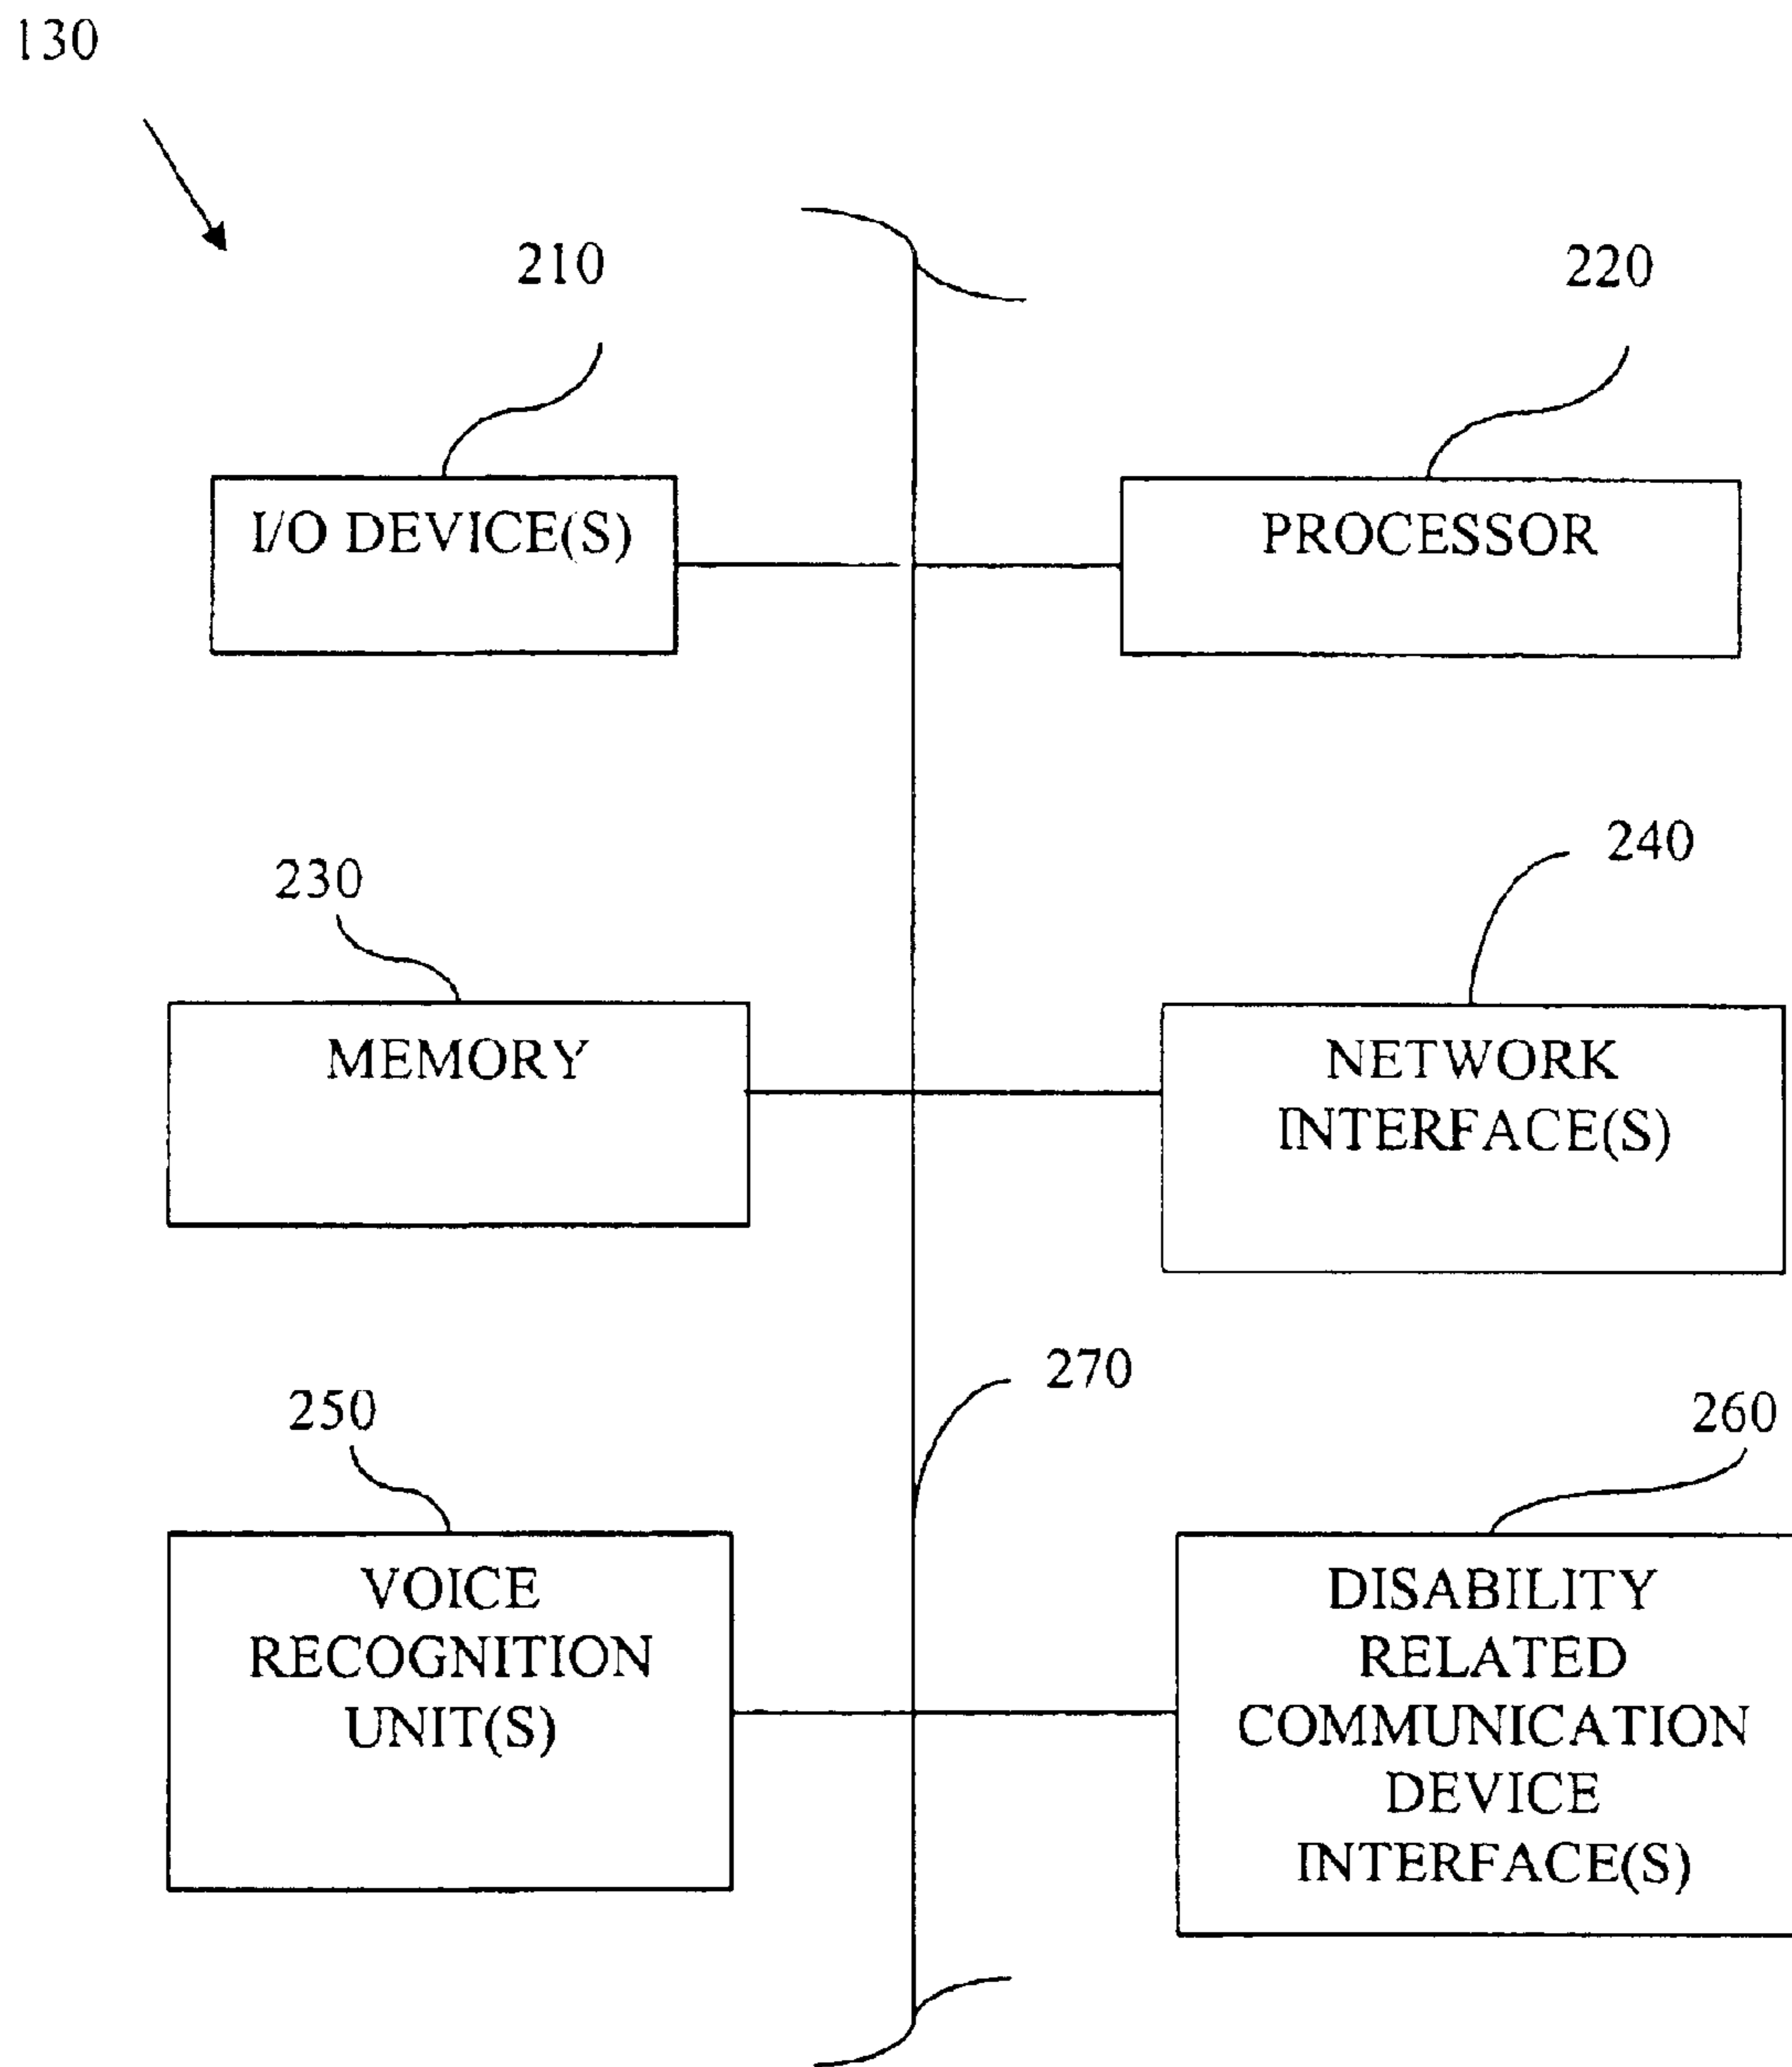 130
210
220
I/O DEVICE(S)
PROCESSOR
230
240
MEMORY
NETWORK
INTERFACE(S)
270
250
260
VOICE
RECOGNITION
UNIT(S)
DISABILITY
RELATED
COMMUNICATION
DEVICE
INTERFACE(S)